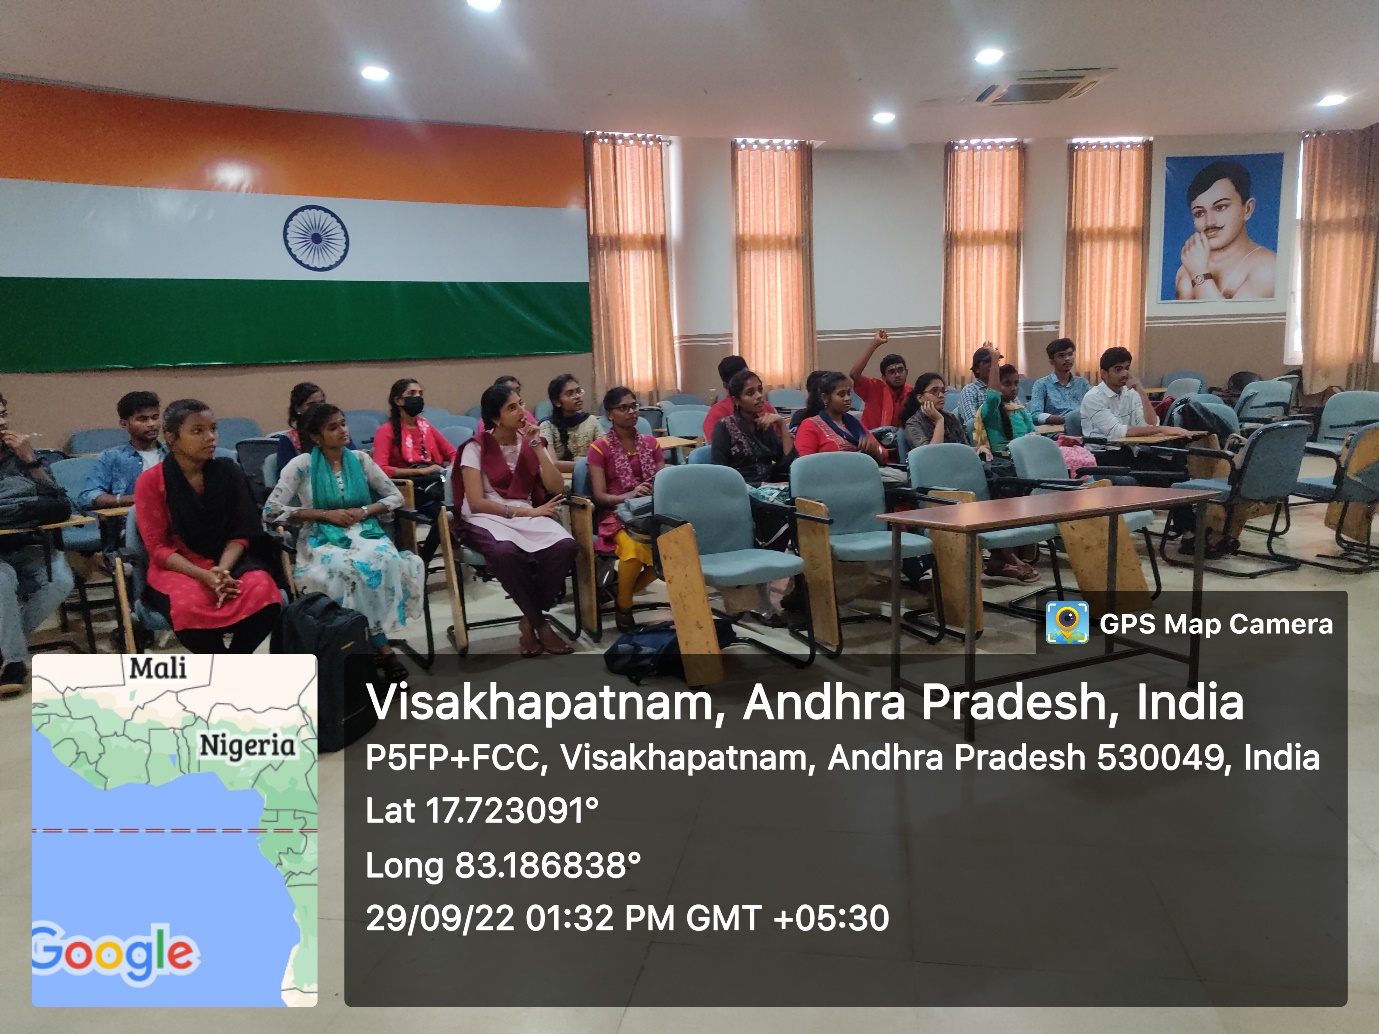 GPS Map Camera
Mali
Nigeria
Google
Visakhapatnam, Andhra Pradesh, India
P5FP+FCC, Visakhapatnam, Andhra Pradesh 530049, India
Lat 17.723091°
Long 83.186838°
29/09/22 01:32 PM GMT +05:30